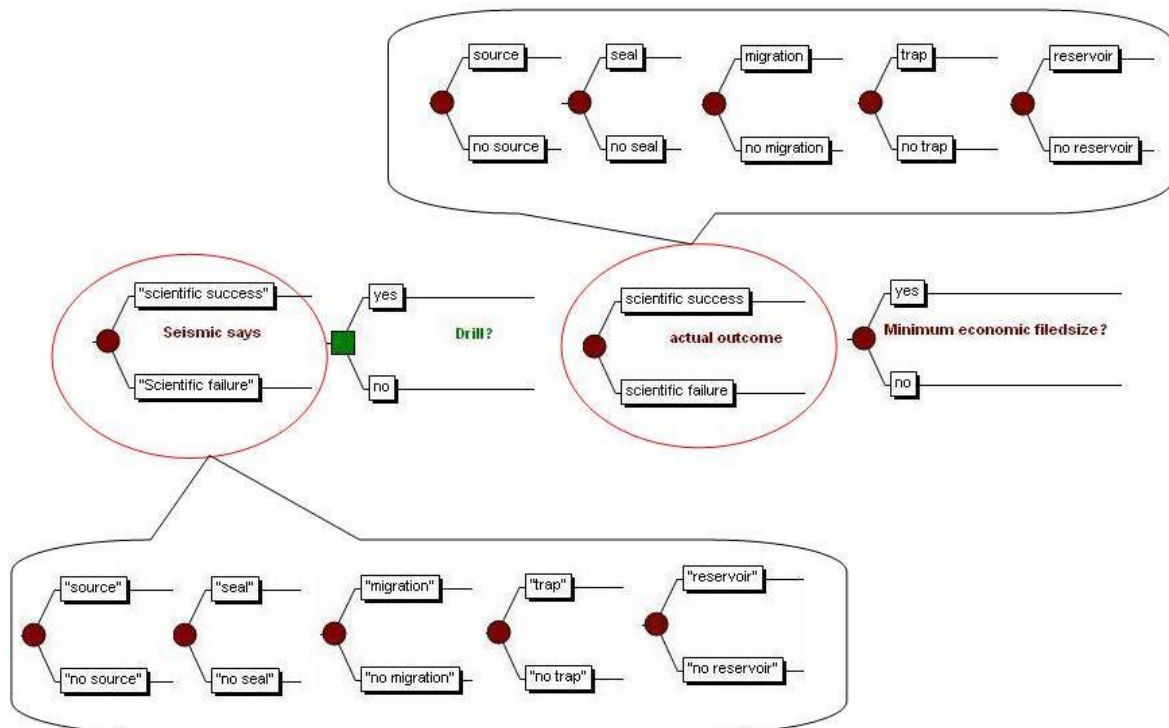 source
seal
migration
trap
reservoir
no source
no seal
no migration
no trap
no reservoir
"scientific success"
Seismic says
"Scientific failure"
yes
Drill?
no
scientific success
actual outcome
scientific failure
yes
Minimum economic filedsize?
no
"source"
"seal"
"migration"
"trap"
"reservoir"
"no source"
"no seal"
"no migration"
"no trap"
"no reservoir"